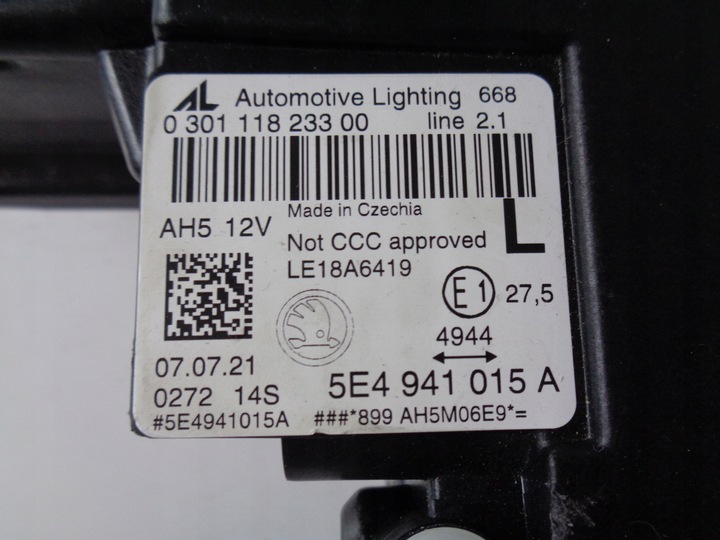 AL Automotive Lighting 668
0 301 118 233 00 line 2.1
Made in Czechia
AH5 12V
Not CCC approved L
LE18A6419
E1 27,5
4944
07.07.21
5E4 941 015 A
0272 14S
#5E4941015A ###*899 AH5M06E9*=